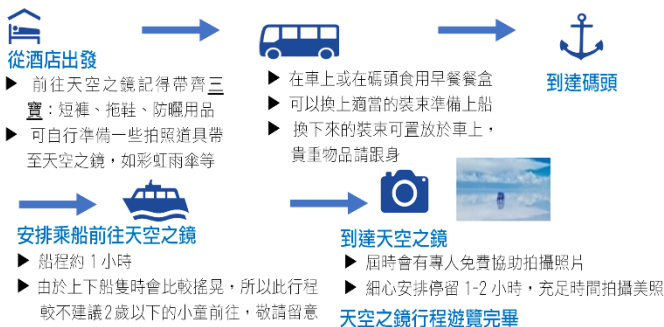 從酒店出發
▶ 前往天空之鏡記得帶齊三
寶：短褲、拖鞋、防曬用品
▶ 可自行準備一些拍照道具帶
至天空之鏡，如彩虹雨傘等
▶ 在車上或在碼頭食用早餐餐盒
▶ 可以換上適當的裝束準備上船
▶ 換下來的裝束可置放於車上，
貴重物品請跟身
到達碼頭
安排乘船前往天空之鏡
▶ 船程約 1 小時
▶ 由於上下船隻時會比較搖晃，所以此行程
較不建議2歲以下的小童前往，敬請留意
到達天空之鏡
▶ 屆時會有專人免費協助拍攝照片
▶ 細心安排停留 1-2 小時，充足時間拍攝美照
天空之鏡行程遊覽完畢